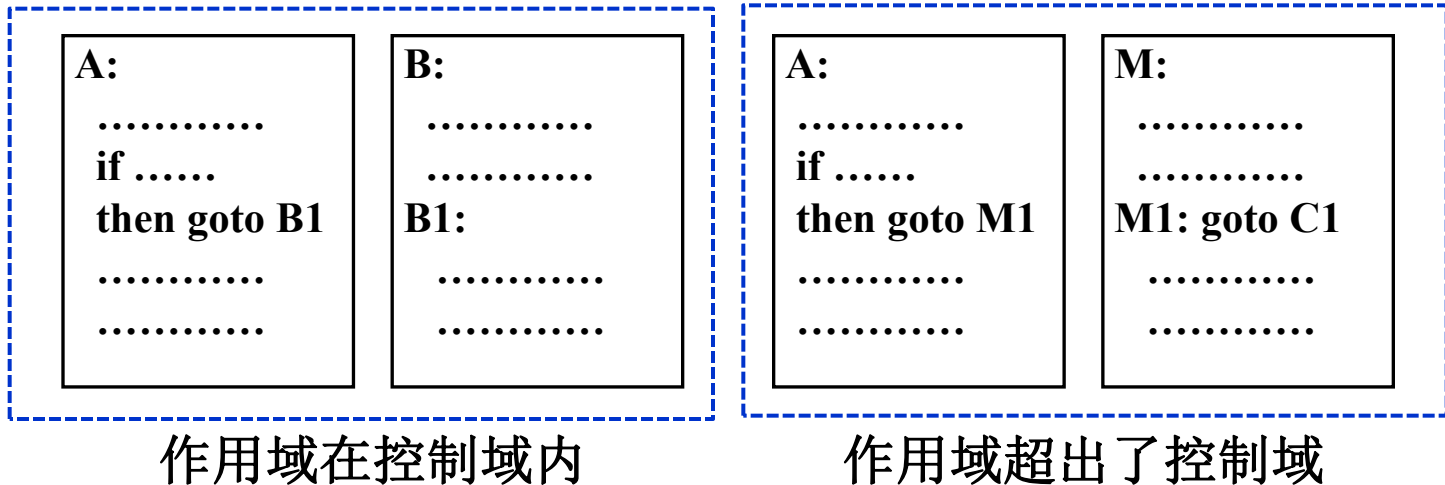 A:
…………
if ……
then goto B1
…………
…………
B:
…………
…………
B1:
…………
…………
作用域在控制域内
A:
…………
if ……
then goto M1
…………
…………
M:
…………
…………
M1: goto C1
…………
…………
作用域超出了控制域